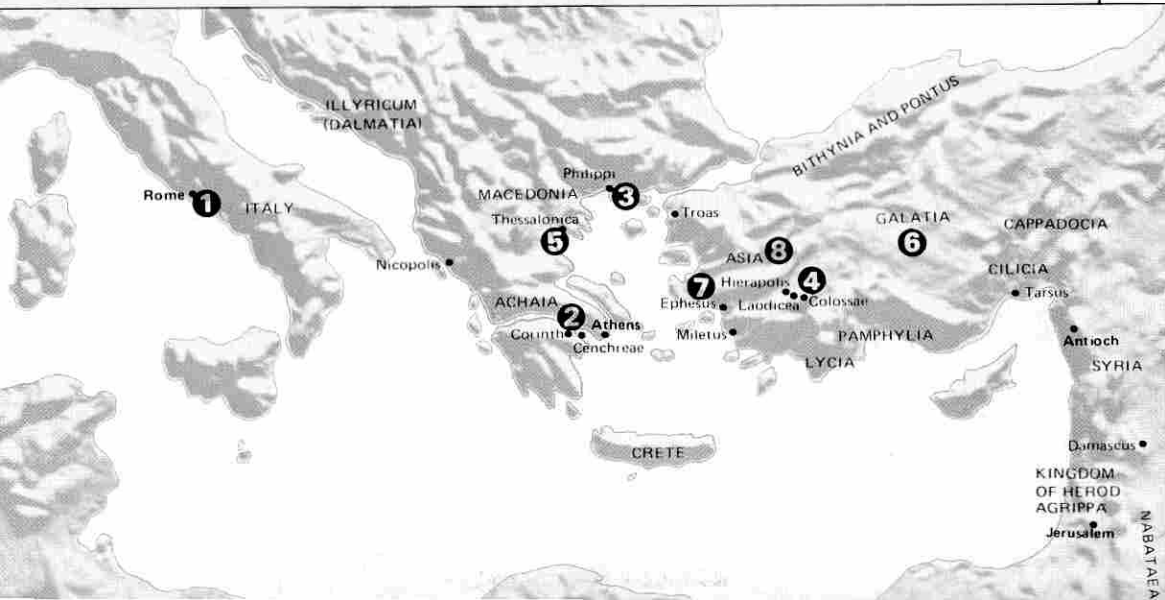 ILLYRICUM
(DALMATIA)
BITHYNIA AND PONTUS
Philippi
Rome
1
ITALY
MACEDONIA
3
Thessalonica
5
Troas
GALATIA
6
CAPPADOCIA
Nicopolis
ASIA
8
CILICIA
Tarsus
7
Hierapolis
4
Ephesus
Laodicea
Colossae
ACHAIA
2
Corinth
Athens
Cenchreae
Miletus
PAMPHYLIA
LYCIA
Antioch
SYRIA
CRETE
Damascus
KINGDOM
OF HEROD
AGRIPPA
Jerusalem
NABATAEA